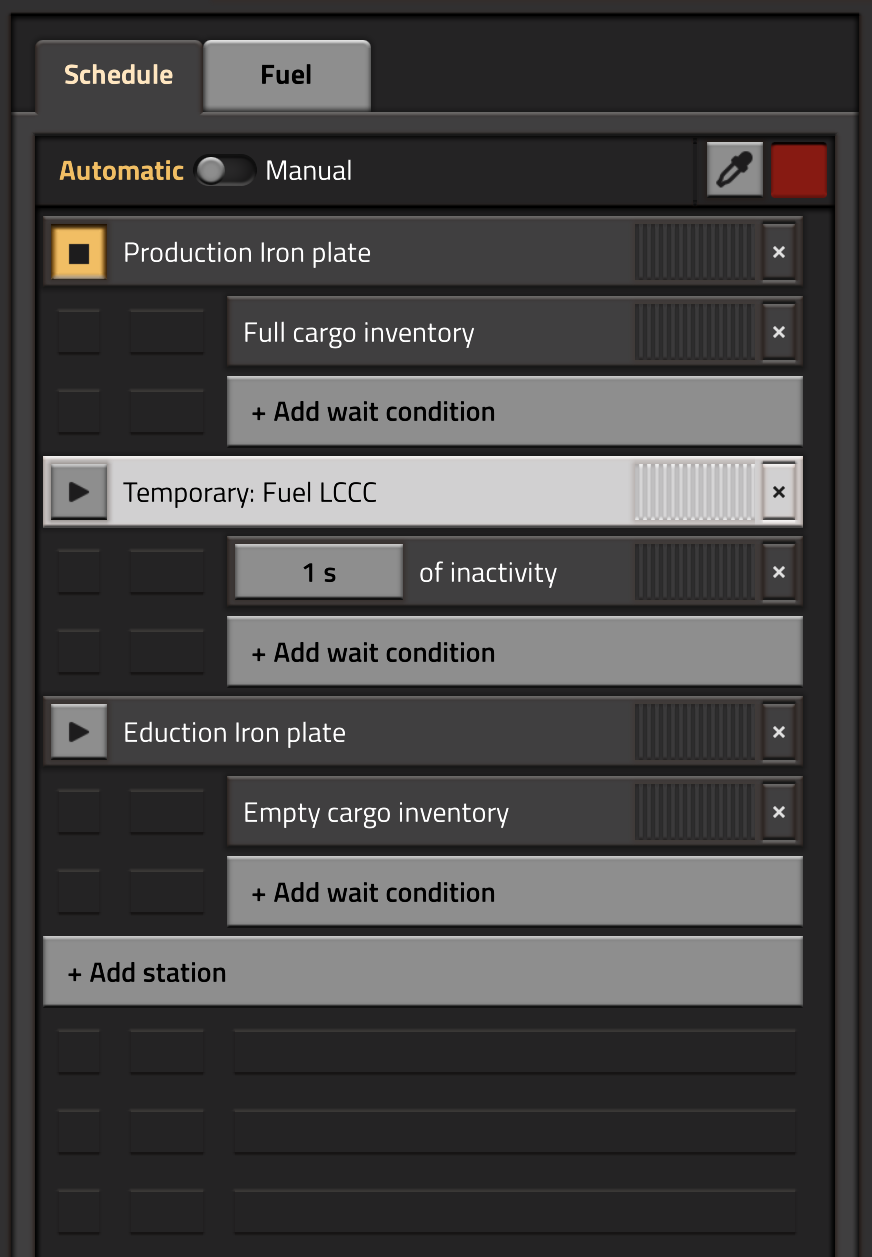 Schedule
Fuel
Automatic Manual
Production Iron plate ×
Full cargo inventory ×
+ Add wait condition
Temporary: Fuel LCCC ×
1 s of inactivity ×
+ Add wait condition
Eduction Iron plate ×
Empty cargo inventory ×
+ Add wait condition
+ Add station